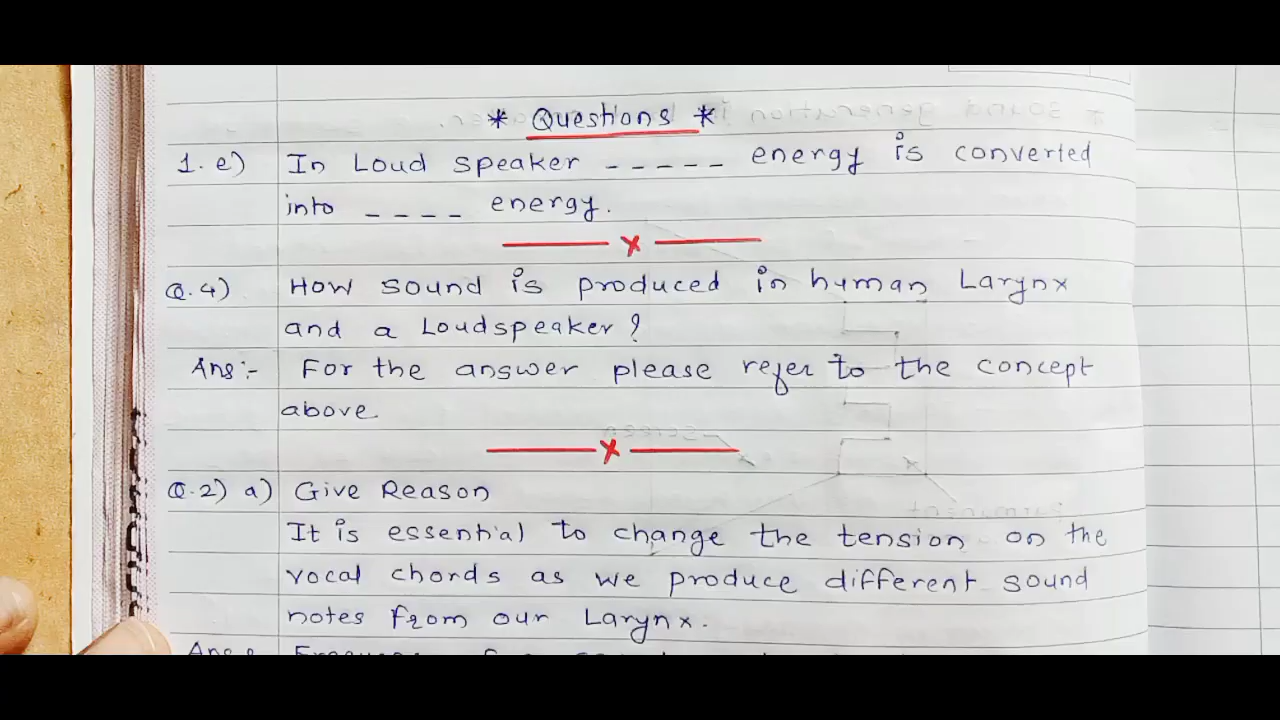 * Questions *
1. e) In Loud speaker ----- energy is converted
into ---- energy.
x
Q.4) How sound is produced in human Larynx
and a Loudspeaker?
Ans:- For the answer please refer to the concept
above.
x
Q.2) a) Give Reason
It is essential to change the tension on the
vocal chords as we produce different sound
notes from our Larynx.